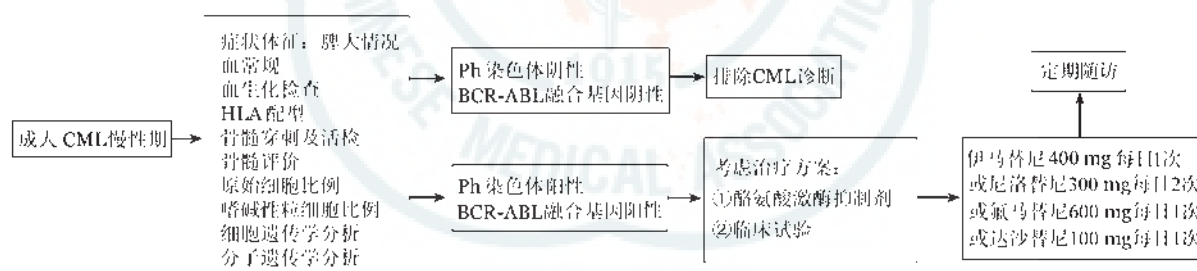 成人 CML慢性期
症状体征：脾大情况
血常规
血生化检查
HLA配型
骨髓穿刺及活检
骨髓评价
原始细胞比例
嗜碱性粒细胞比例
细胞遗传学分析
分子遗传学分析
Ph 染色体阴性
BCR-ABL融合基因阴性
排除CML诊断
Ph 染色体阳性
BCR-ABL融合基因阳性
考虑治疗方案：
①酪氨酸激酶抑制剂
②临床试验
伊马替尼400 mg 每日1次
或尼洛替尼300 mg每日2次
或氟马替尼600 mg每日1次
或达沙替尼100 mg每日1次
定期随访
1915
CHINESE MEDICAL ASSOCIATION